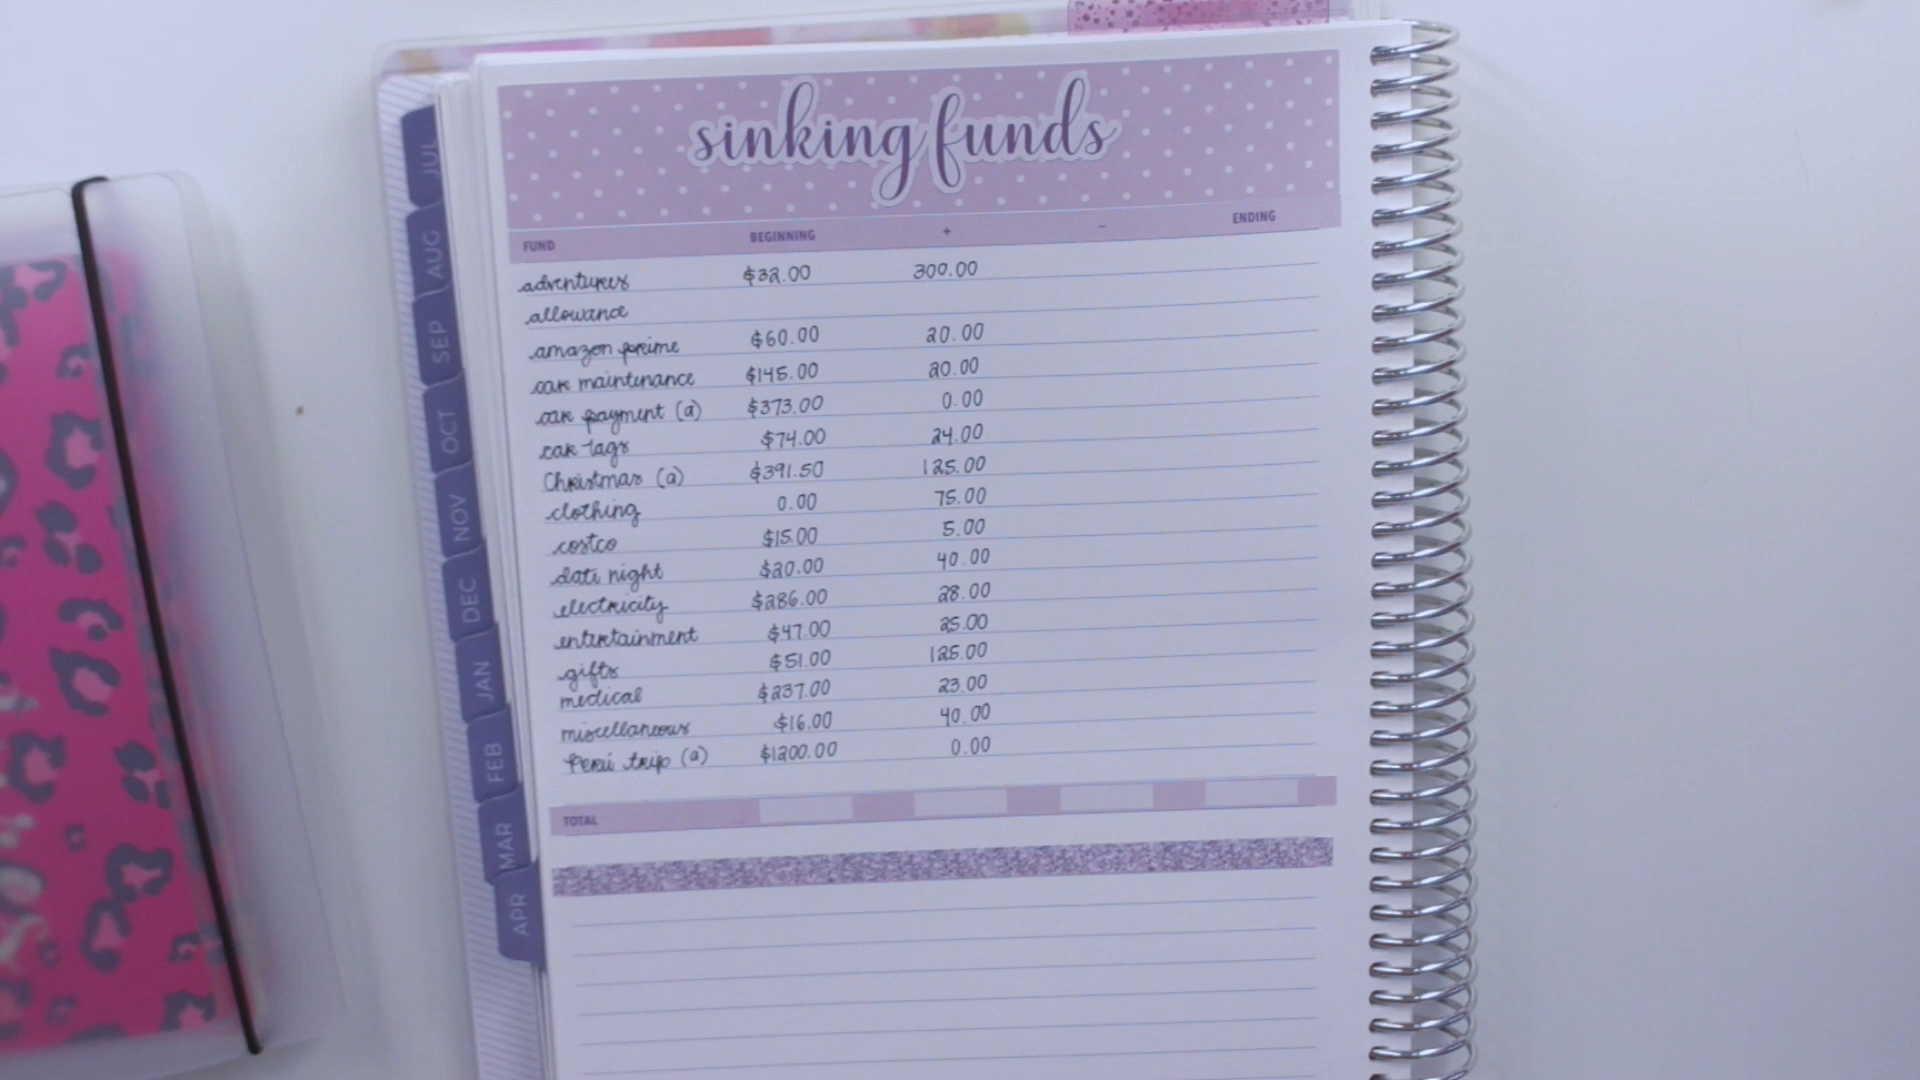 sinking funds
FUND BEGINNING + - ENDING
adventures $32.00 300.00
allowance
amazon prime $60.00 20.00
car maintenance $145.00 20.00
car payment (a) $373.00 0.00
car tags $74.00 24.00
Christmas (a) $391.50 125.00
clothing 0.00 75.00
costco $15.00 5.00
date night $20.00 40.00
electricity $286.00 28.00
entertainment $47.00 25.00
gifts $51.00 125.00
medical $237.00 23.00
miscellaneous $16.00 40.00
Perú trip (a) $1200.00 0.00
TOTAL
JUL
AUG
SEP
OCT
NOV
DEC
JAN
FEB
MAR
APR